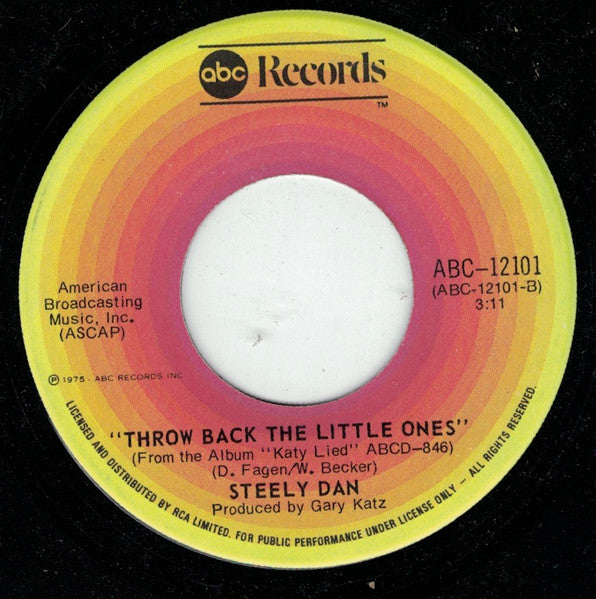 abc Records
TM
American
Broadcasting
Music, Inc.
(ASCAP)
ABC-12101
(ABC-12101-B)
3:11
Ⓟ 1975 · ABC RECORDS INC
"THROW BACK THE LITTLE ONES"
(From the Album "Katy Lied" ABCD-846)
(D. Fagen/W. Becker)
STEELY DAN
Produced by Gary Katz
LICENSED AND DISTRIBUTED BY RCA LIMITED. FOR PUBLIC PERFORMANCE UNDER LICENSE ONLY - ALL RIGHTS RESERVED.